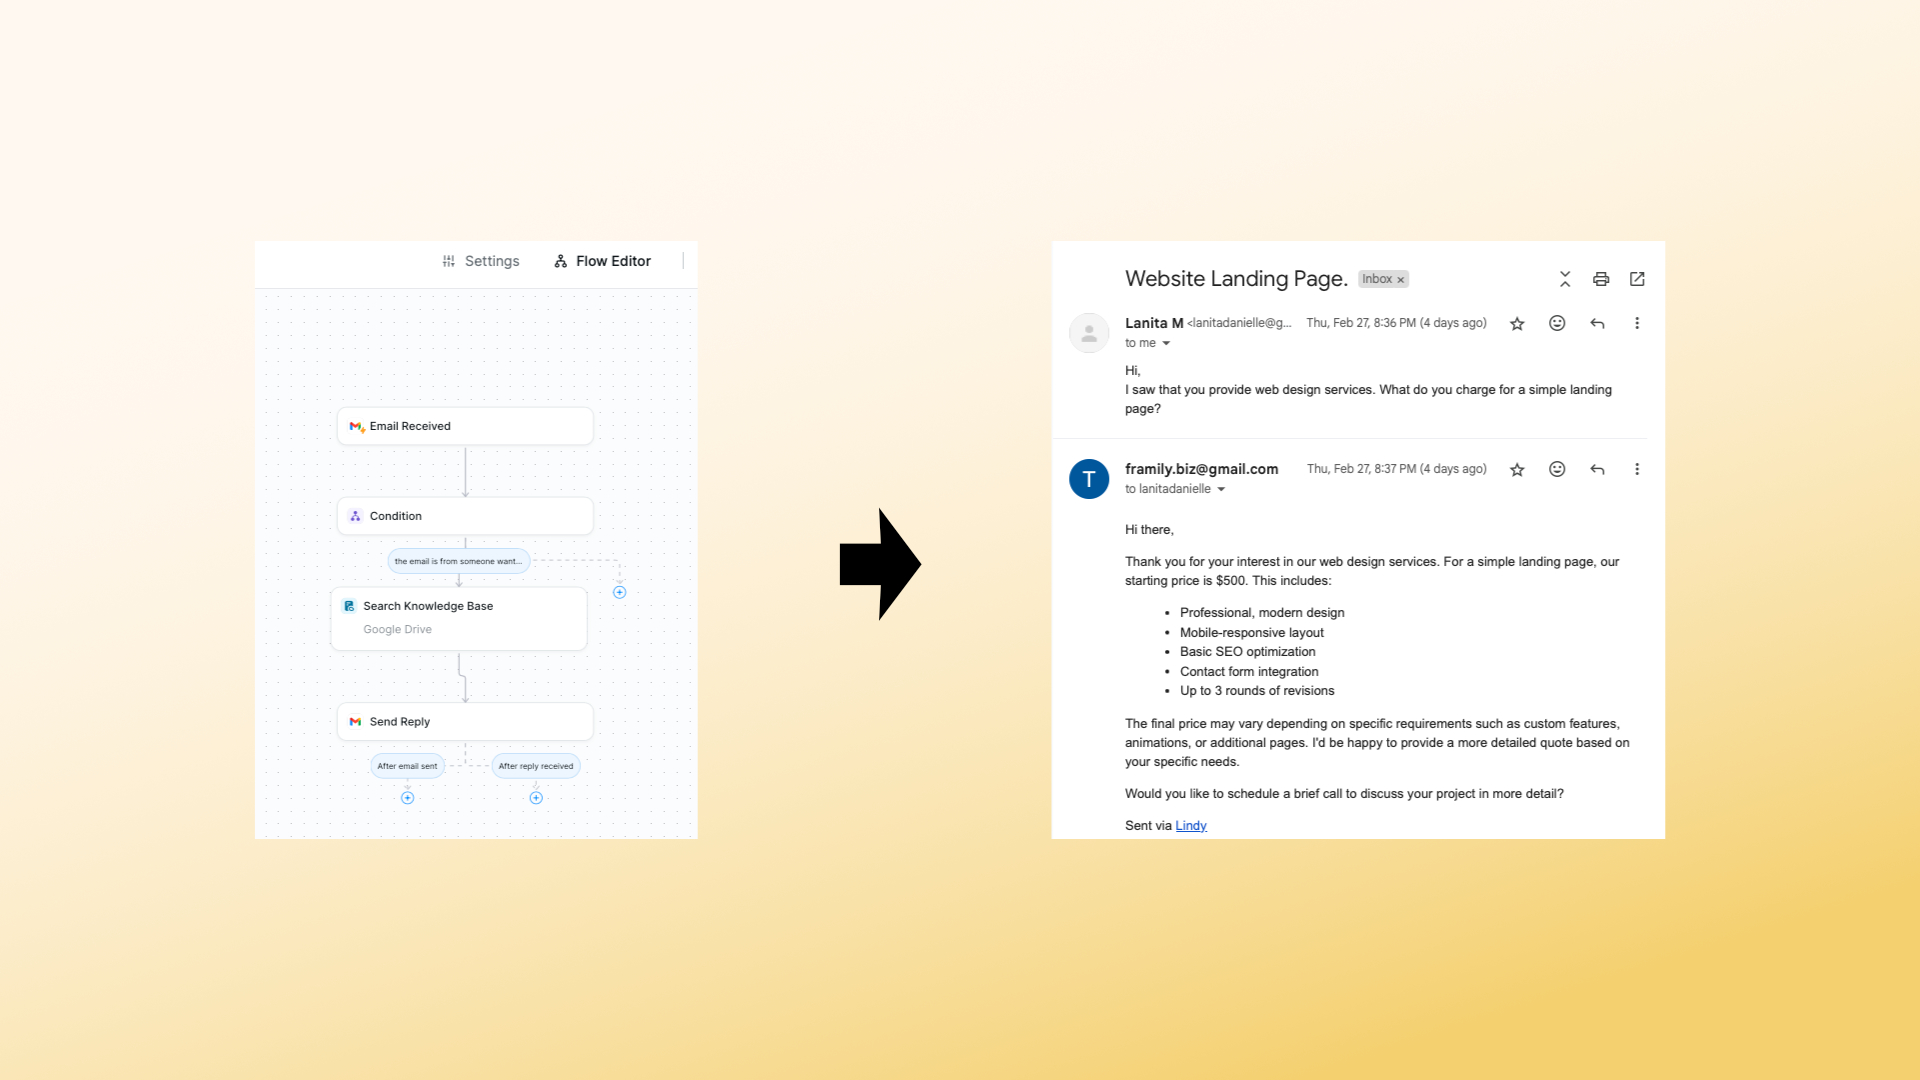 Settings
Flow Editor
Email Received
Condition
the email is from someone want...
Search Knowledge Base
Google Drive
Send Reply
After email sent
After reply received
Website Landing Page.
Inbox ×
Lanita M <lanitadanielle@g... Thu, Feb 27, 8:36 PM (4 days ago)
to me
Hi,
I saw that you provide web design services. What do you charge for a simple landing
page?
T
framily.biz@gmail.com Thu, Feb 27, 8:37 PM (4 days ago)
to lanitadanielle
Hi there,
Thank you for your interest in our web design services. For a simple landing page, our
starting price is $500. This includes:
• Professional, modern design
• Mobile-responsive layout
• Basic SEO optimization
• Contact form integration
• Up to 3 rounds of revisions
The final price may vary depending on specific requirements such as custom features,
animations, or additional pages. I'd be happy to provide a more detailed quote based on
your specific needs.
Would you like to schedule a brief call to discuss your project in more detail?
Sent via Lindy